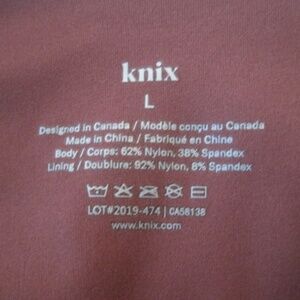 knix
L
Designed in Canada / Modèle conçu au Canada
Made in China / Fabriqué en Chine
Body / Corps: 62% Nylon, 38% Spandex
Lining / Doublure: 92% Nylon, 8% Spandex
LOT#2019-474 | CA56138
www.knix.com